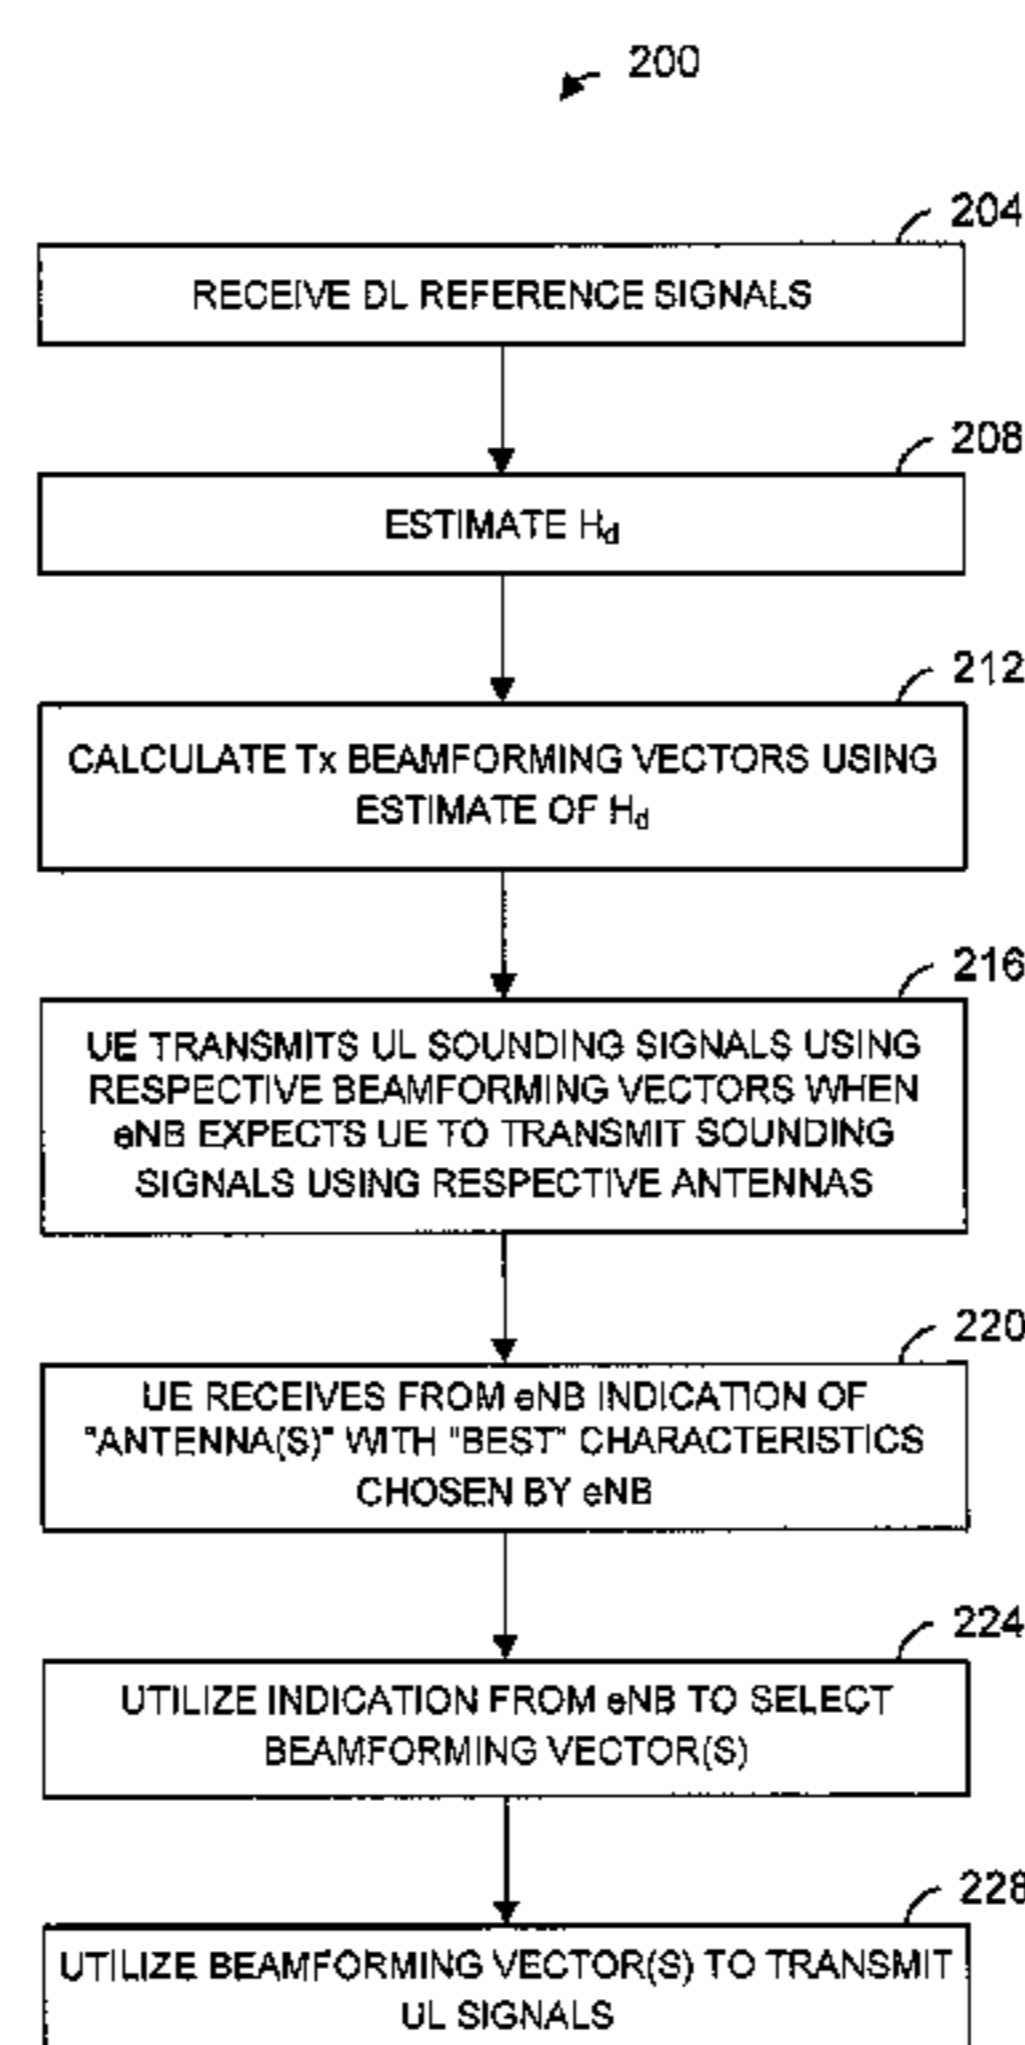 200
204
RECEIVE DL REFERENCE SIGNALS
208
ESTIMATE Hd
212
CALCULATE Tx BEAMFORMING VECTORS USING
ESTIMATE OF Hd
216
UE TRANSMITS UL SOUNDING SIGNALS USING
RESPECTIVE BEAMFORMING VECTORS WHEN
eNB EXPECTS UE TO TRANSMIT SOUNDING
SIGNALS USING RESPECTIVE ANTENNAS
220
UE RECEIVES FROM eNB INDICATION OF
"ANTENNA(S)" WITH "BEST" CHARACTERISTICS
CHOSEN BY eNB
224
UTILIZE INDICATION FROM eNB TO SELECT
BEAMFORMING VECTOR(S)
228
UTILIZE BEAMFORMING VECTOR(S) TO TRANSMIT
UL SIGNALS